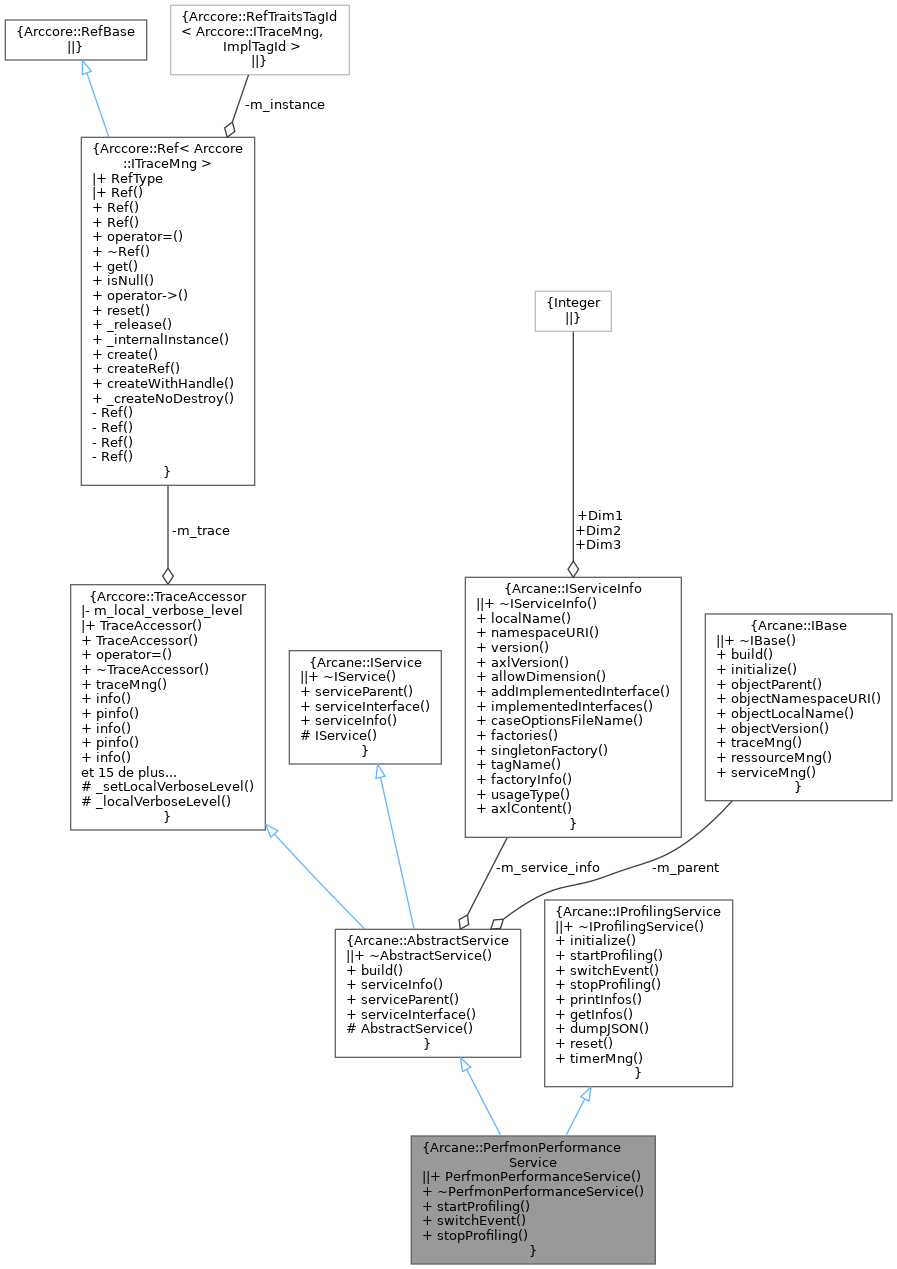 {Arccore::RefBase
||}
{Arccore::RefTraitsTagId
< Arccore::ITraceMng,
ImplTagId >
||}
-m_instance
{Arccore::Ref< Arccore
::ITraceMng >
|+ RefType
|+ Ref()
+ Ref()
+ Ref()
+ operator=()
+ ~Ref()
+ get()
+ isNull()
+ operator->()
+ reset()
+ _release()
+ _internalInstance()
+ create()
+ createRef()
+ createWithHandle()
+ _createNoDestroy()
- Ref()
- Ref()
- Ref()
- Ref()
}
{Integer
||}
-m_trace
+Dim1
+Dim2
+Dim3
{Arccore::TraceAccessor
|- m_local_verbose_level
|+ TraceAccessor()
+ TraceAccessor()
+ operator=()
+ ~TraceAccessor()
+ traceMng()
+ info()
+ pinfo()
+ info()
+ pinfo()
+ info()
et 15 de plus...
# _setLocalVerboseLevel()
# _localVerboseLevel()
}
{Arcane::IService
||+ ~IService()
+ serviceParent()
+ serviceInterface()
+ serviceInfo()
# IService()
}
{Arcane::IServiceInfo
||+ ~IServiceInfo()
+ localName()
+ namespaceURI()
+ version()
+ axlVersion()
+ allowDimension()
+ addImplementedInterface()
+ implementedInterfaces()
+ caseOptionsFileName()
+ factories()
+ singletonFactory()
+ tagName()
+ factoryInfo()
+ usageType()
+ axlContent()
}
{Arcane::IBase
||+ ~IBase()
+ build()
+ initialize()
+ objectParent()
+ objectNamespaceURI()
+ objectLocalName()
+ objectVersion()
+ traceMng()
+ ressourceMng()
+ serviceMng()
}
-m_service_info
-m_parent
{Arcane::AbstractService
||+ ~AbstractService()
+ build()
+ serviceInfo()
+ serviceParent()
+ serviceInterface()
# AbstractService()
}
{Arcane::IProfilingService
||+ ~IProfilingService()
+ initialize()
+ startProfiling()
+ switchEvent()
+ stopProfiling()
+ printInfos()
+ getInfos()
+ dumpJSON()
+ reset()
+ timerMng()
}
{Arcane::PerfmonPerformance
Service
||+ PerfmonPerformanceService()
+ ~PerfmonPerformanceService()
+ startProfiling()
+ switchEvent()
+ stopProfiling()
}